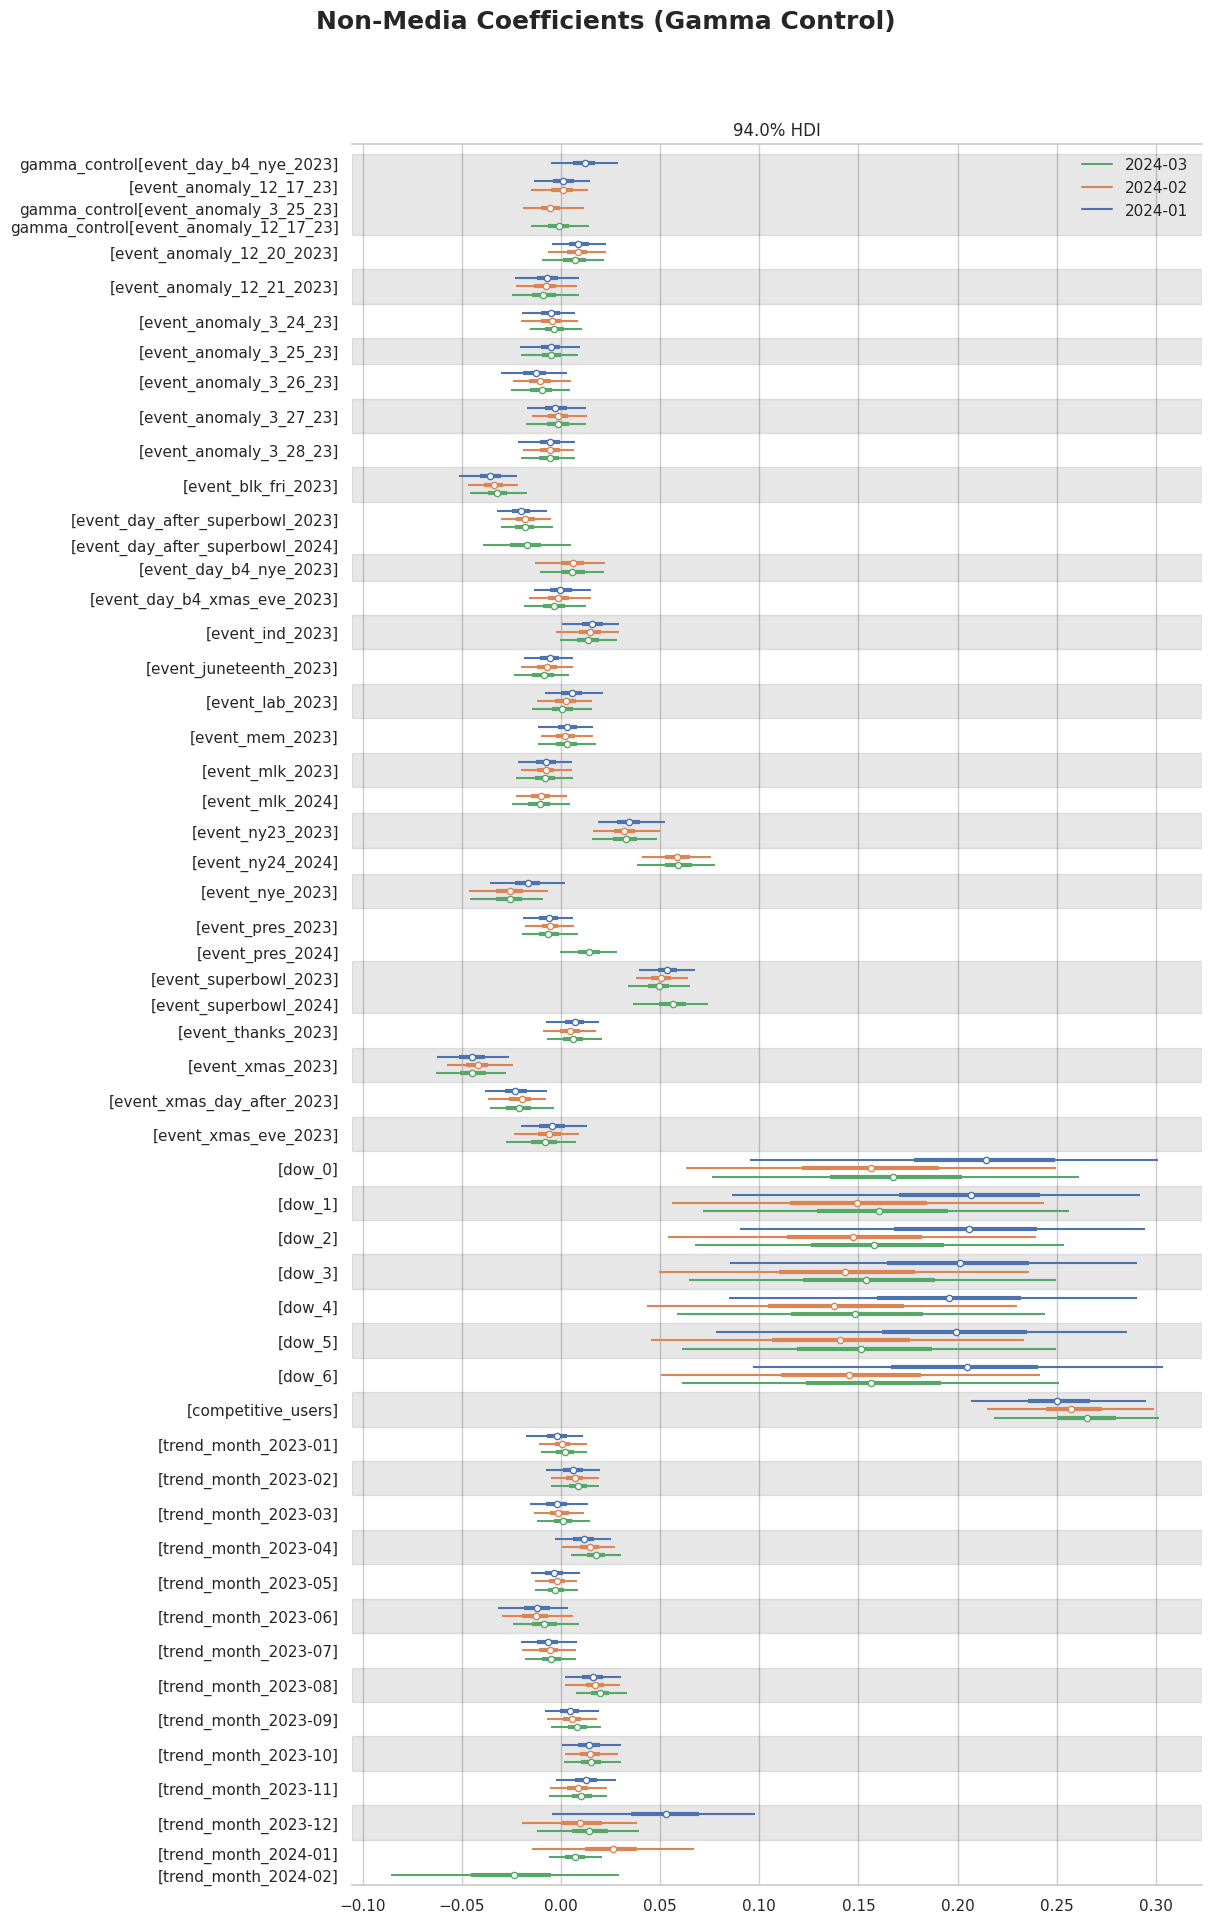 Non-Media Coefficients (Gamma Control)
94.0% HDI
gamma_control[event_day_b4_nye_2023]
[event_anomaly_12_17_23]
gamma_control[event_anomaly_3_25_23]
gamma_control[event_anomaly_12_17_23]
[event_anomaly_12_20_2023]
[event_anomaly_12_21_2023]
[event_anomaly_3_24_23]
[event_anomaly_3_25_23]
[event_anomaly_3_26_23]
[event_anomaly_3_27_23]
[event_anomaly_3_28_23]
[event_blk_fri_2023]
[event_day_after_superbowl_2023]
[event_day_after_superbowl_2024]
[event_day_b4_nye_2023]
[event_day_b4_xmas_eve_2023]
[event_ind_2023]
[event_juneteenth_2023]
[event_lab_2023]
[event_mem_2023]
[event_mlk_2023]
[event_mlk_2024]
[event_ny23_2023]
[event_ny24_2024]
[event_nye_2023]
[event_pres_2023]
[event_pres_2024]
[event_superbowl_2023]
[event_superbowl_2024]
[event_thanks_2023]
[event_xmas_2023]
[event_xmas_day_after_2023]
[event_xmas_eve_2023]
[dow_0]
[dow_1]
[dow_2]
[dow_3]
[dow_4]
[dow_5]
[dow_6]
[competitive_users]
[trend_month_2023-01]
[trend_month_2023-02]
[trend_month_2023-03]
[trend_month_2023-04]
[trend_month_2023-05]
[trend_month_2023-06]
[trend_month_2023-07]
[trend_month_2023-08]
[trend_month_2023-09]
[trend_month_2023-10]
[trend_month_2023-11]
[trend_month_2023-12]
[trend_month_2024-01]
[trend_month_2024-02]
2024-03
2024-02
2024-01
−0.10 −0.05 0.00 0.05 0.10 0.15 0.20 0.25 0.30